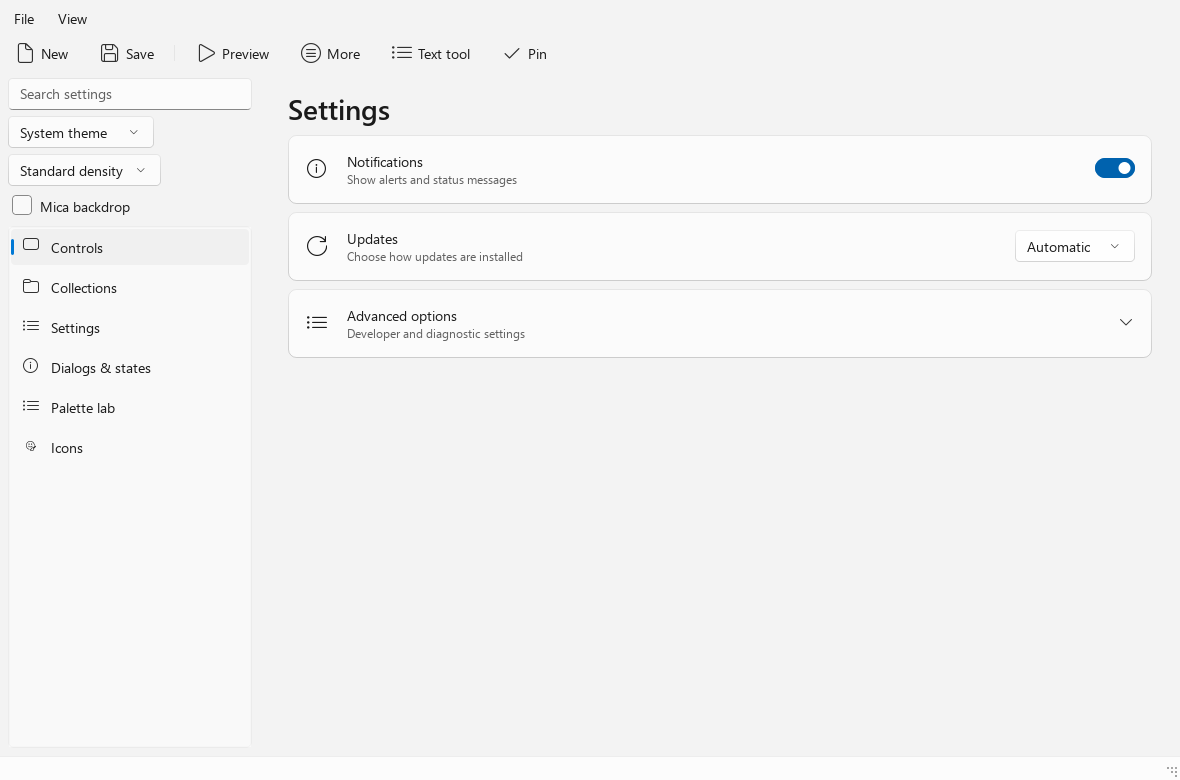 File View
New Save Preview More Text tool Pin
Search settings
System theme
Standard density
Mica backdrop
Controls
Collections
Settings
Dialogs & states
Palette lab
Icons
Settings
Notifications
Show alerts and status messages
Updates
Choose how updates are installed
Automatic
Advanced options
Developer and diagnostic settings